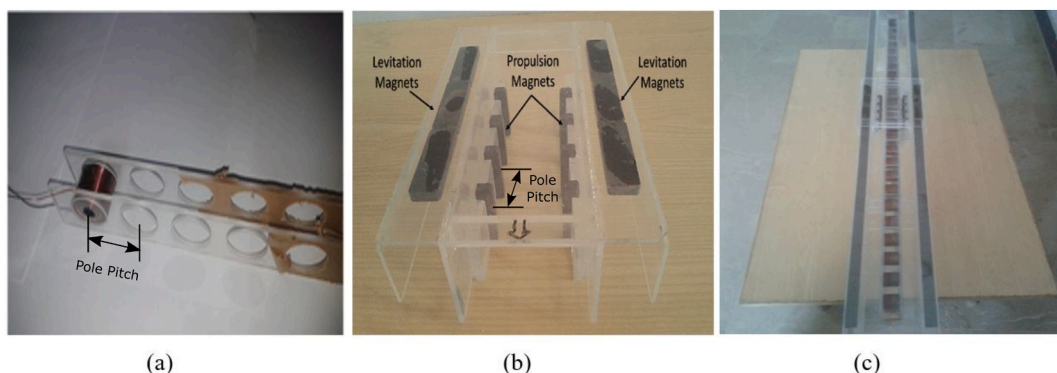 Pole Pitch
(a)
Levitation
Magnets
Propulsion
Magnets
Levitation
Magnets
Pole
Pitch
(b)
(c)